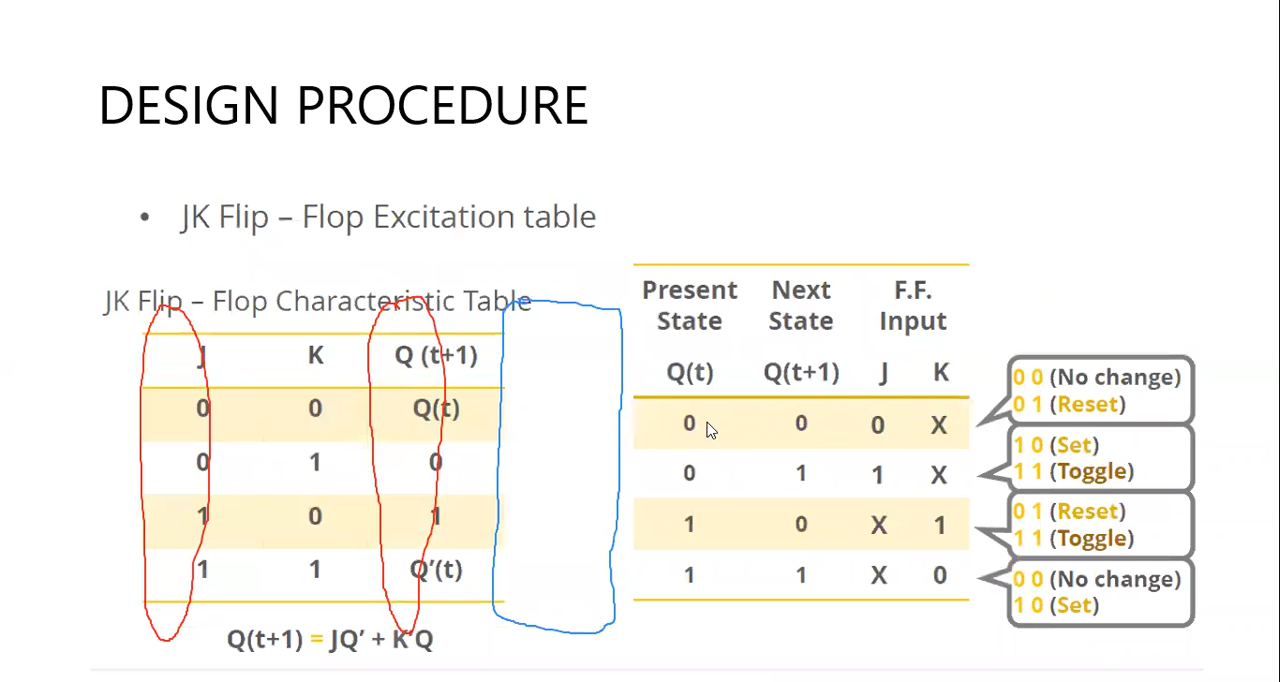 DESIGN PROCEDURE
• JK Flip – Flop Excitation table
JK Flip – Flop Characteristic Table
J K Q (t+1)
0 0 Q(t)
0 1 0
1 0 1
1 1 Q’(t)
Q(t+1) = JQ’ + K’Q
Present State Next State F.F. Input
Q(t) Q(t+1) J K
0 0 0 X
0 1 1 X
1 0 X 1
1 1 X 0
0 0 (No change)
0 1 (Reset)
1 0 (Set)
1 1 (Toggle)
0 1 (Reset)
1 1 (Toggle)
0 0 (No change)
1 0 (Set)